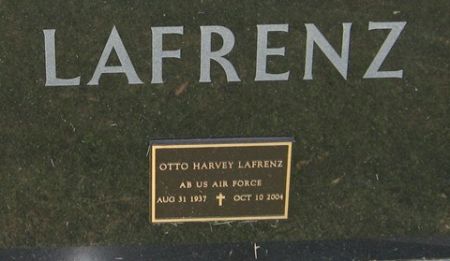 LAFRENZ
OTTO HARVEY LAFRENZ
AB US AIR FORCE
AUG 31 1937 ✝ OCT 10 2004